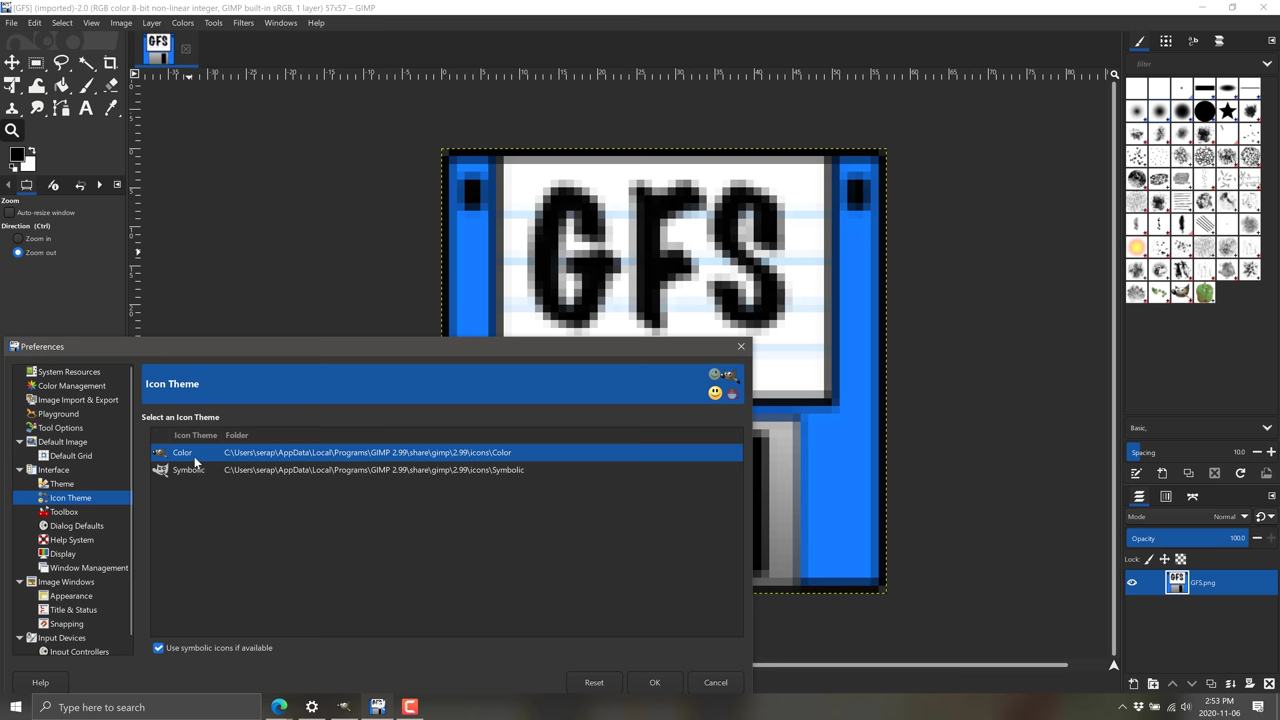 [GFS] (imported)-2.0 (RGB color 8-bit non-linear integer, GIMP built-in sRGB, 1 layer) 57x57 – GIMP
File Edit Select View Image Layer Colors Tools Filters Windows Help
GFS
filter
Zoom
Auto-resize window
Direction (Ctrl)
Zoom in
Zoom out
GFS
Preferences
System Resources
Color Management
Image Import & Export
Playground
Tool Options
Default Image
Default Grid
Interface
Theme
Icon Theme
Toolbox
Dialog Defaults
Help System
Display
Window Management
Image Windows
Appearance
Title & Status
Snapping
Input Devices
Input Controllers
Icon Theme
Select an Icon Theme
Icon Theme Folder
Color C:\Users\serap\AppData\Local\Programs\GIMP 2.99\share\gimp\2.99\icons\Color
Symbolic C:\Users\serap\AppData\Local\Programs\GIMP 2.99\share\gimp\2.99\icons\Symbolic
Use symbolic icons if available
Help Reset OK Cancel
Basic,
Spacing 10.0
Mode Normal
Opacity 100.0
Lock:
GFS.png
Type here to search
2:53 PM
2020-11-06